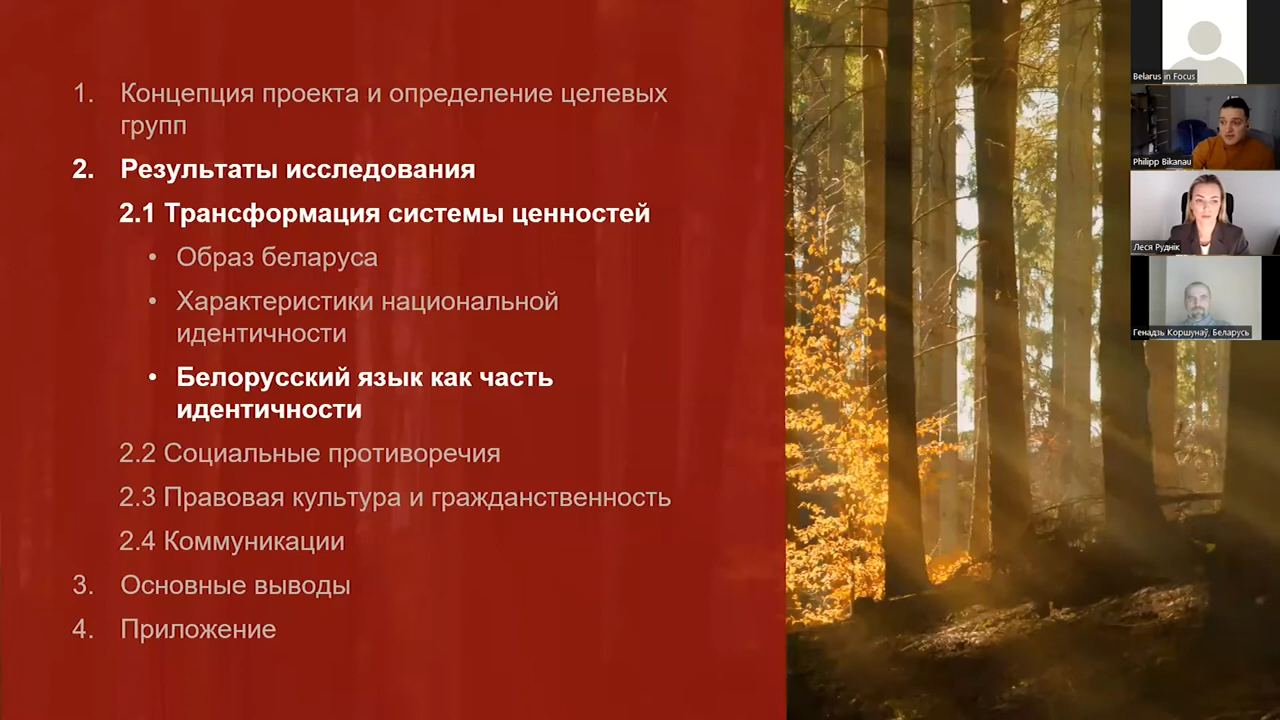 1. Концепция проекта и определение целевых
групп
2. Результаты исследования
2.1 Трансформация системы ценностей
• Образ беларуса
• Характеристики национальной
идентичности
• Белорусский язык как часть
идентичности
2.2 Социальные противоречия
2.3 Правовая культура и гражданственность
2.4 Коммуникации
3. Основные выводы
4. Приложение
Belarus in Focus
Philipp Bikanau
Леся Руднік
Генадзь Коршунаў, Беларусь